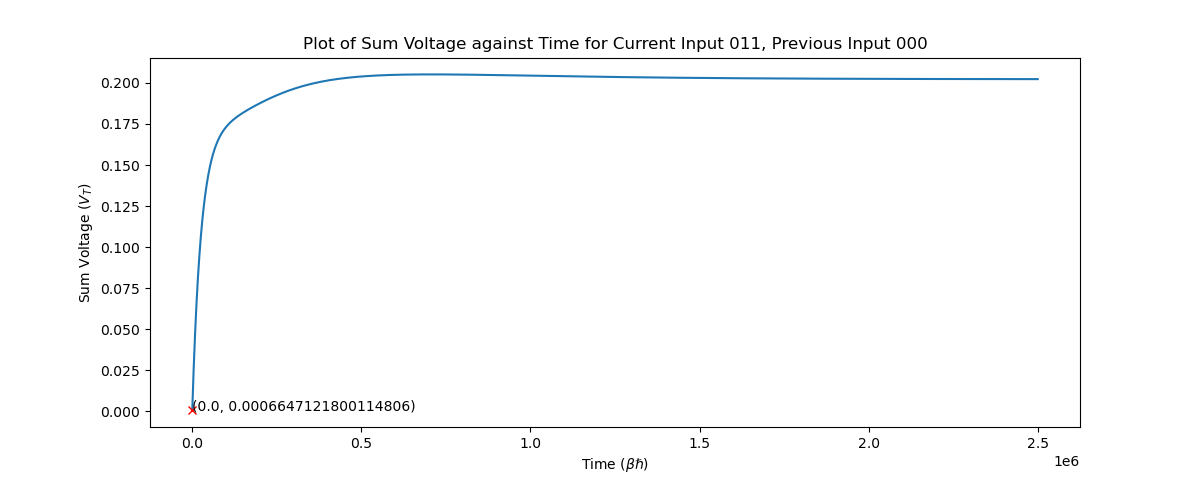 Plot of Sum Voltage against Time for Current Input 011, Previous Input 000
0.200
0.175
0.150
0.125
0.100
0.075
0.050
0.025
0.000
Sum Voltage (V_T)
(0.0, 0.0006647121800114806)
0.0 0.5 1.0 1.5 2.0 2.5
1e6
Time (βℏ)